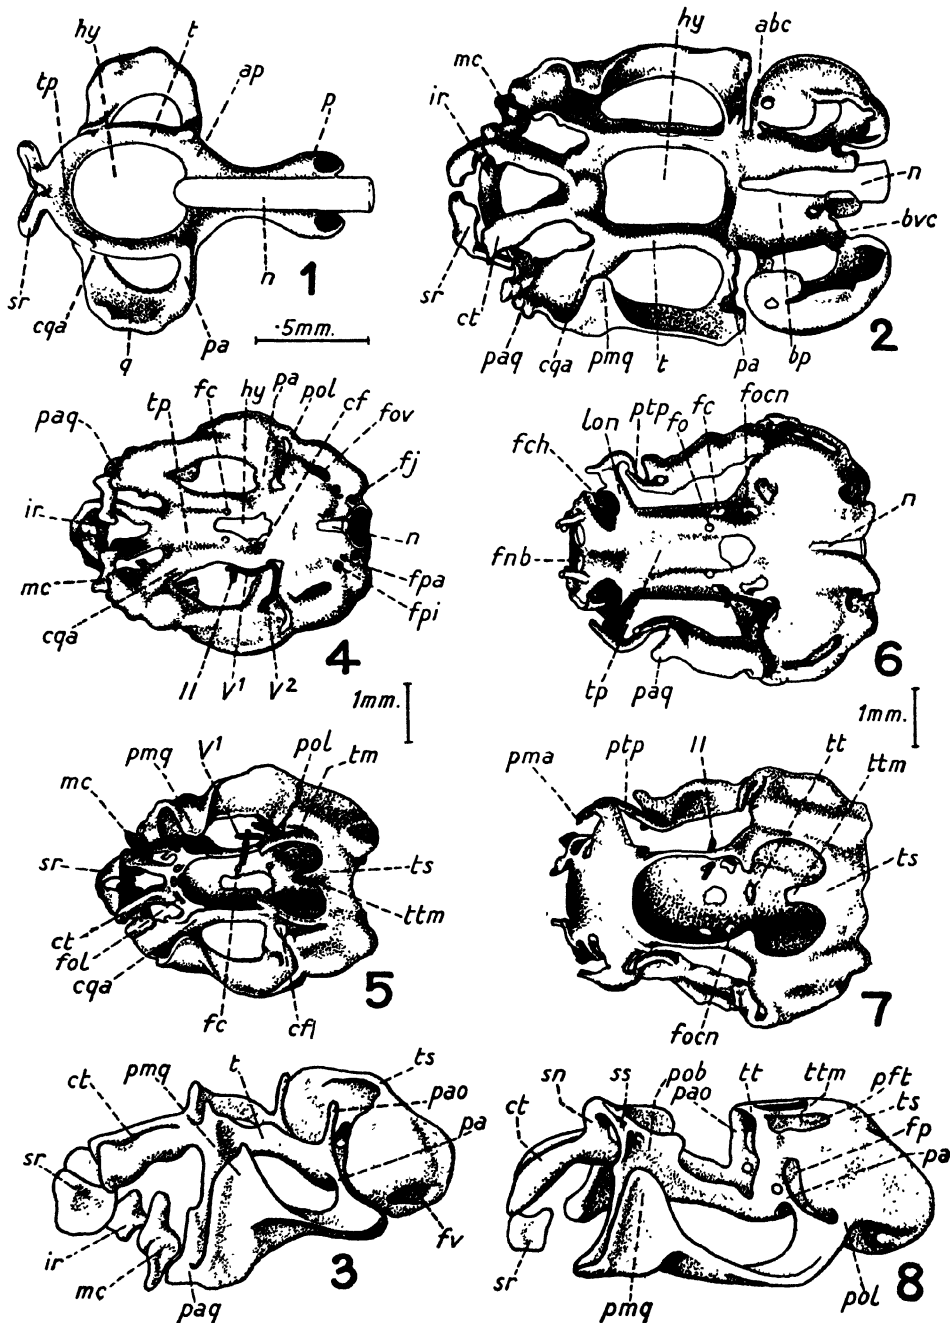 hy
t
tp
ap
p
sr
cqa
q
pa
n
1
·5mm.
hy
abc
mc
ir
n
bvc
sr
ct
paq
cqa
pmq
t
pa
bp
2
paq
tp
fc
hy
pa
pol
cf
fov
fj
ir
n
mc
fpa
fpi
cqa
II
V¹
V²
4
1mm.
lon
ptp
fo
fc
focn
fch
n
fnb
tp
paq
6
1mm.
mc
pmq
V¹
pol
tm
sr
ts
ttm
ct
fol
cqa
fc
cfl
5
pma
ptp
II
tt
ttm
ts
focn
7
ct
pmq
t
ts
pao
pa
sr
ir
mc
paq
fv
3
sn
ss
pob
pao
tt
ttm
pft
ts
fp
pa
ct
sr
pmq
pol
8